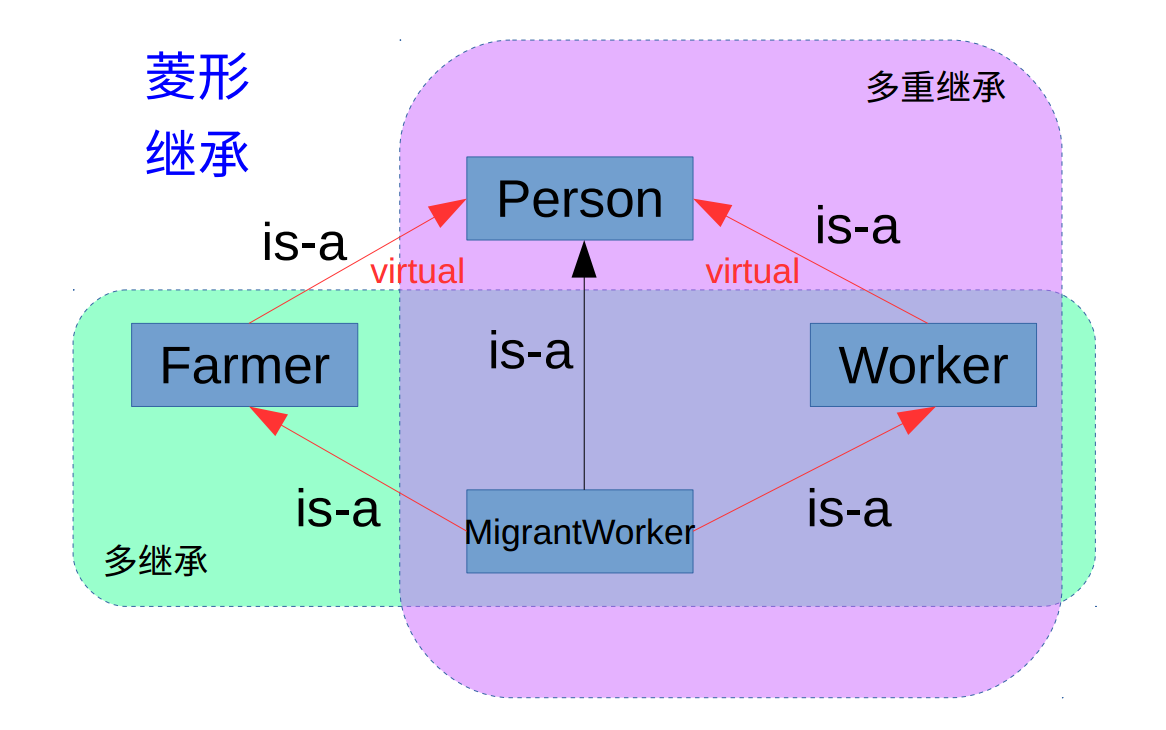 菱形
继承
多重继承
Person
is-a
is-a
virtual
virtual
Farmer
is-a
Worker
is-a
MigrantWorker
is-a
多继承